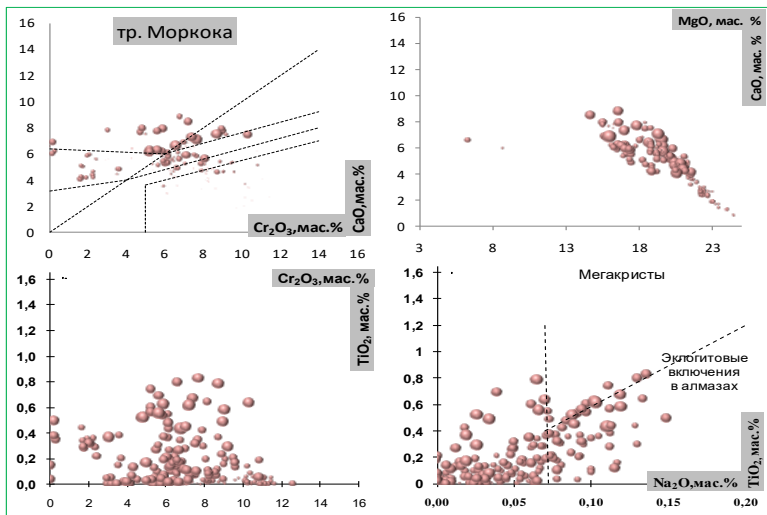 тр. Моркока
16
14
12
10
8
6
4
2
0
0 2 4 6 8 10 12 14 16
Cr₂O₃,мас.%
CaO,мас.%
MgO, мас. %
CaO, мас. %
16
14
12
10
8
6
4
2
0
3 8 13 18 23
Cr₂O₃,мас.%
TiO₂, мас.%
1,6
1,4
1,2
1,0
0,8
0,6
0,4
0,2
0,0
0 2 4 6 8 10 12 14 16
Мегакристы
Эклогитовые
включения
в алмазах
1,6
1,4
1,2
1
0,8
0,6
0,4
0,2
0
Na₂O,мас.%
TiO₂,мас.%
0,00 0,05 0,10 0,15 0,20